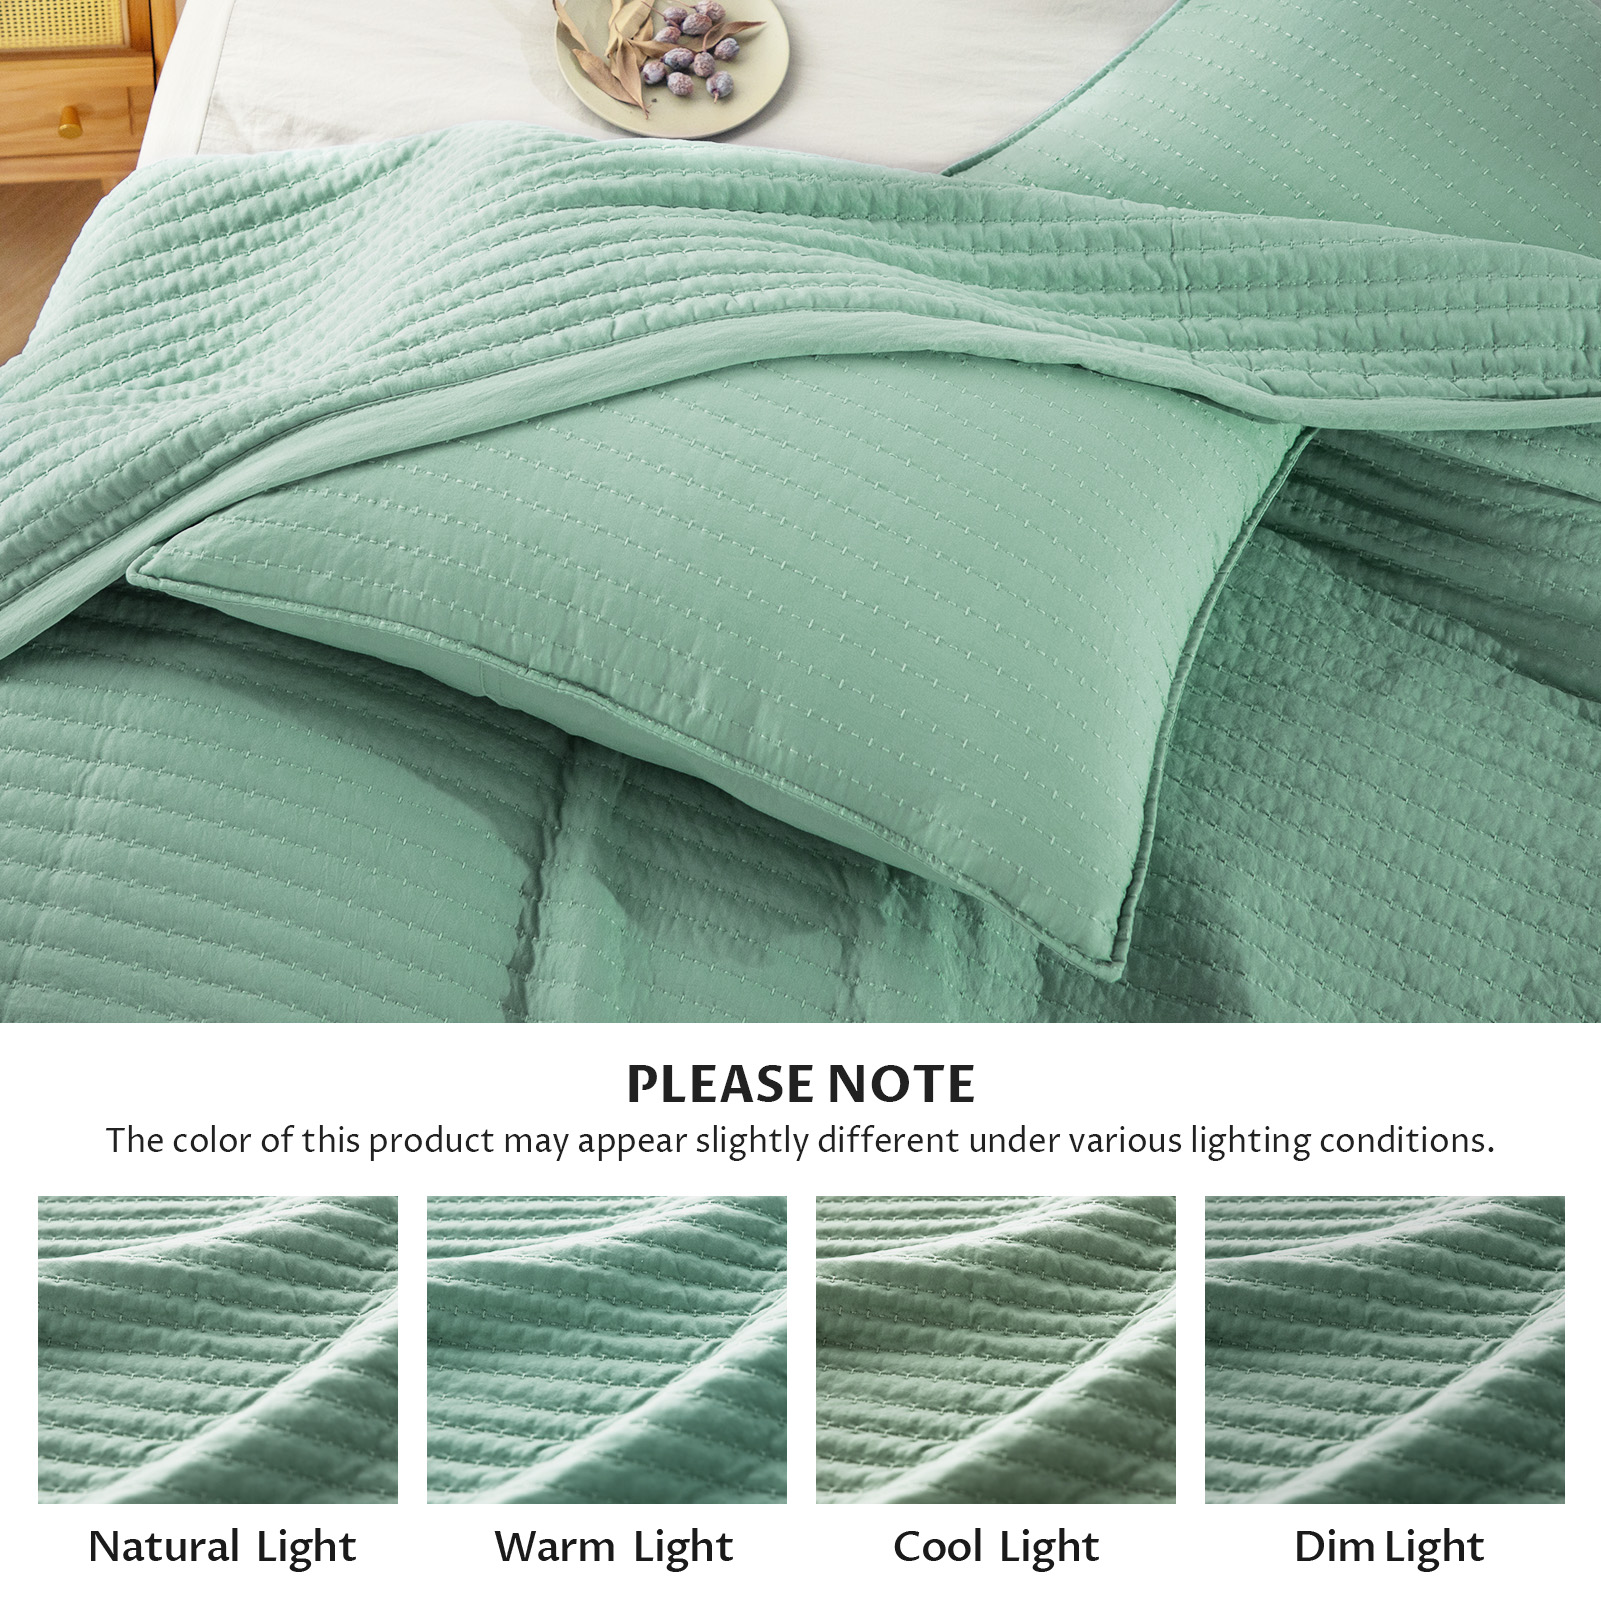 PLEASE NOTE
The color of this product may appear slightly different under various lighting conditions.
Natural Light
Warm Light
Cool Light
Dim Light